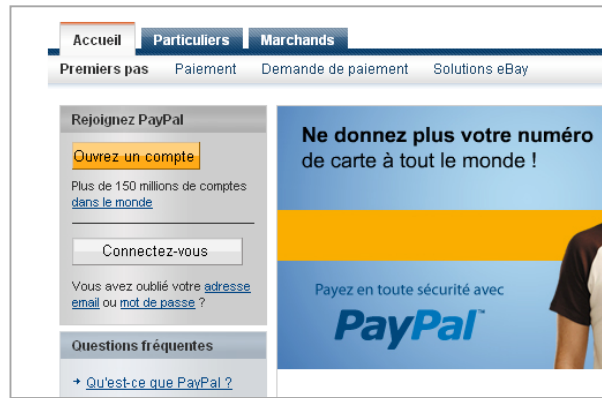 Accueil Particuliers Marchands
Premiers pas Paiement Demande de paiement Solutions eBay
Rejoignez PayPal
Ouvrez un compte
Plus de 150 millions de comptes
dans le monde
Connectez-vous
Vous avez oublié votre adresse
email ou mot de passe ?
Questions fréquentes
Qu'est-ce que PayPal ?
Ne donnez plus votre numéro
de carte à tout le monde !
Payez en toute sécurité avec
PayPal™